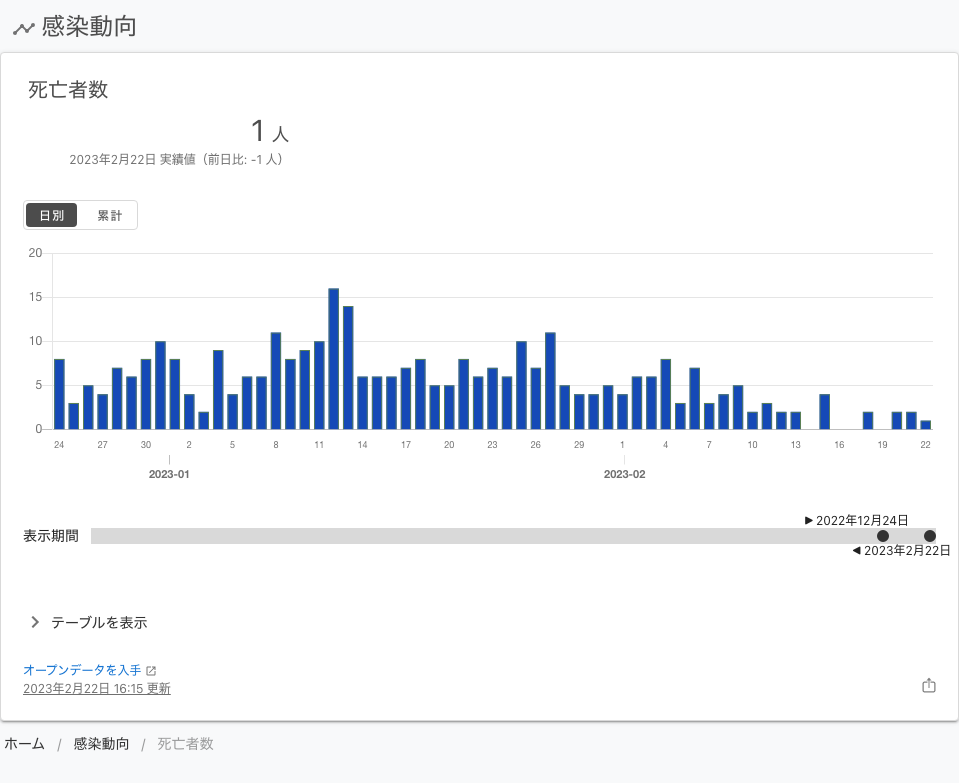 感染動向
死亡者数
1 人
2023年2月22日 実績値（前日比: -1 人）
日別 累計
20
15
10
5
0
24 27 30 2 5 8 11 14 17 20 23 26 29 1 4 7 10 13 16 19 22
2023-01 2023-02
2022年12月24日
表示期間
2023年2月22日
テーブルを表示
オープンデータを入手
2023年2月22日 16:15 更新
ホーム / 感染動向 / 死亡者数